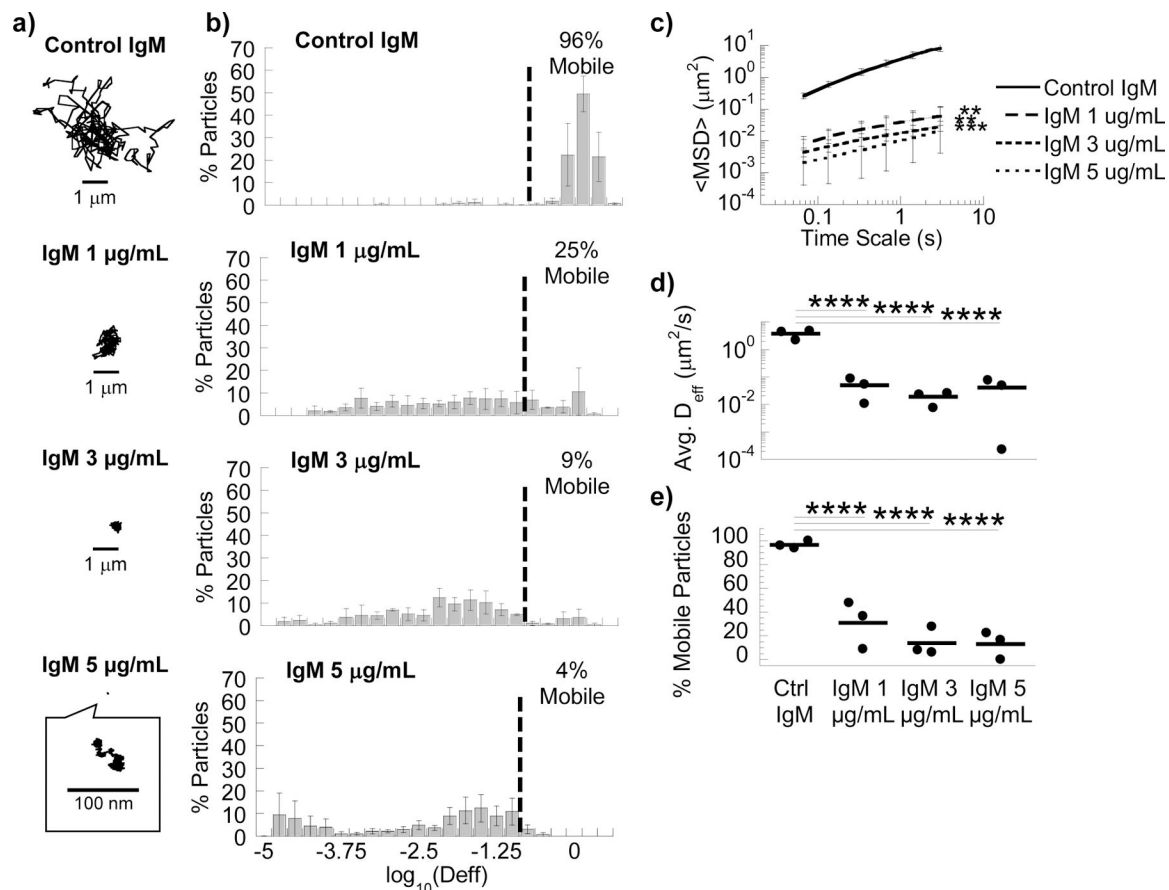 a)
Control IgM
1 μm
IgM 1 μg/mL
1 μm
IgM 3 μg/mL
1 μm
IgM 5 μg/mL
100 nm
b)
Control IgM
96%
Mobile
% Particles
70
60
50
40
30
20
10
0
IgM 1 μg/mL
25%
Mobile
% Particles
70
60
50
40
30
20
10
0
IgM 3 μg/mL
9%
Mobile
% Particles
70
60
50
40
30
20
10
0
IgM 5 μg/mL
4%
Mobile
% Particles
70
60
50
40
30
20
10
0
-5 -3.75 -2.5 -1.25 0
log10(Deff)
c)
<MSD> (μm²)
10¹
10⁰
10⁻¹
10⁻²
10⁻³
10⁻⁴
0.1 1 10
Time Scale (s)
**
**
***
Control IgM
IgM 1 ug/mL
IgM 3 ug/mL
IgM 5 ug/mL
d)
**** **** ****
Avg. Deff (μm²/s)
10⁰
10⁻²
10⁻⁴
e)
**** **** ****
% Mobile Particles
100
80
60
40
20
0
Ctrl IgM 1 IgM 3 IgM 5
IgM μg/mL μg/mL μg/mL